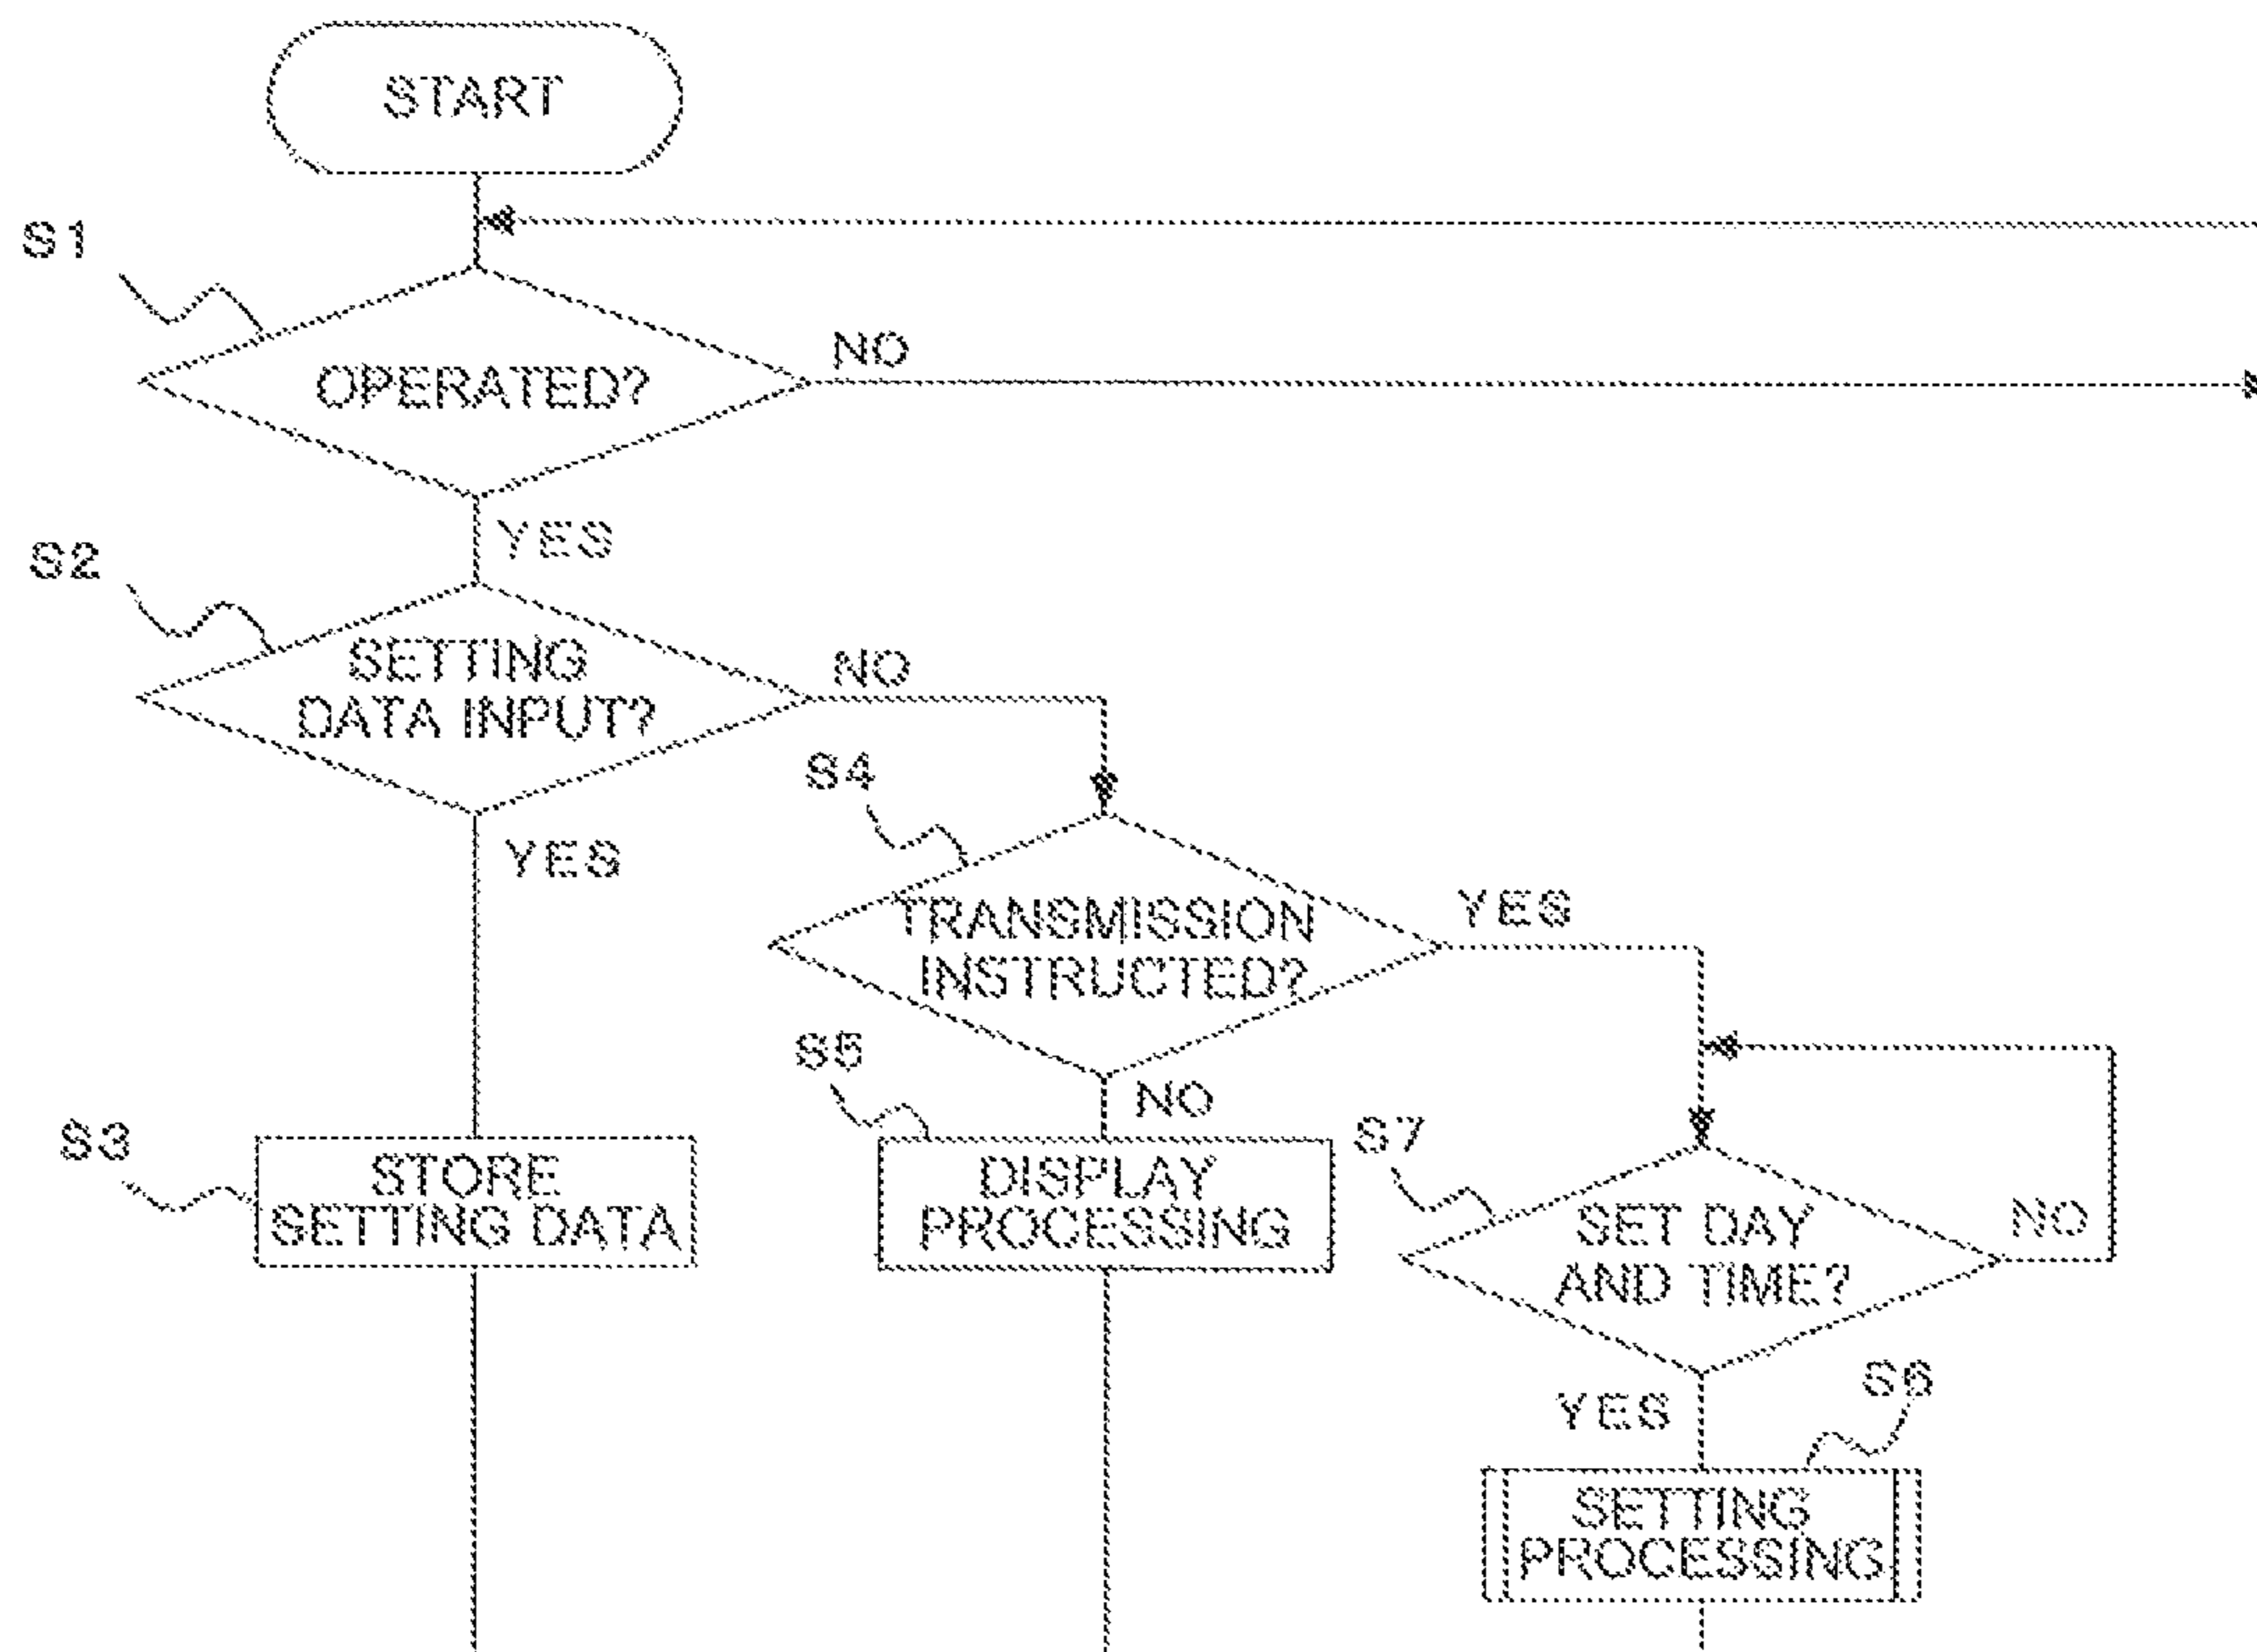 START
S1
OPERATED?
NO
YES
S2
SETTING
DATA INPUT?
NO
YES
S4
TRANSMISSION
INSTRUCTED?
YES
NO
S3
STORE
SETTING DATA
S5
DISPLAY
PROCESSING
S7
SET DAY
AND TIME?
NO
YES
S6
SETTING
PROCESSING